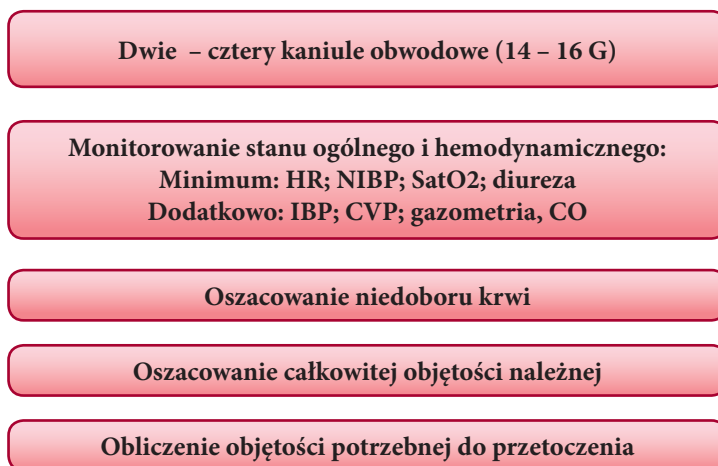 Dwie – cztery kaniule obwodowe (14 – 16 G)
Monitorowanie stanu ogólnego i hemodynamicznego:
Minimum: HR; NIBP; SatO2; diureza
Dodatkowo: IBP; CVP; gazometria, CO
Oszacowanie niedoboru krwi
Oszacowanie całkowitej objętości należnej
Obliczenie objętości potrzebnej do przetoczenia